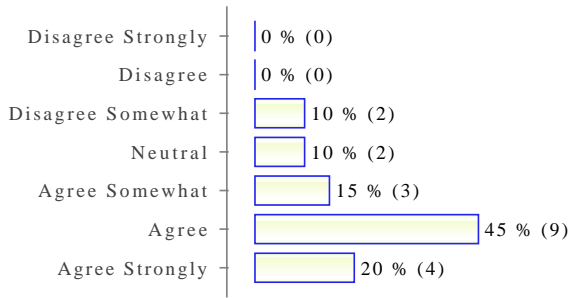 Disagree Strongly 0 % (0)
Disagree 0 % (0)
Disagree Somewhat 10 % (2)
Neutral 10 % (2)
Agree Somewhat 15 % (3)
Agree 45 % (9)
Agree Strongly 20 % (4)